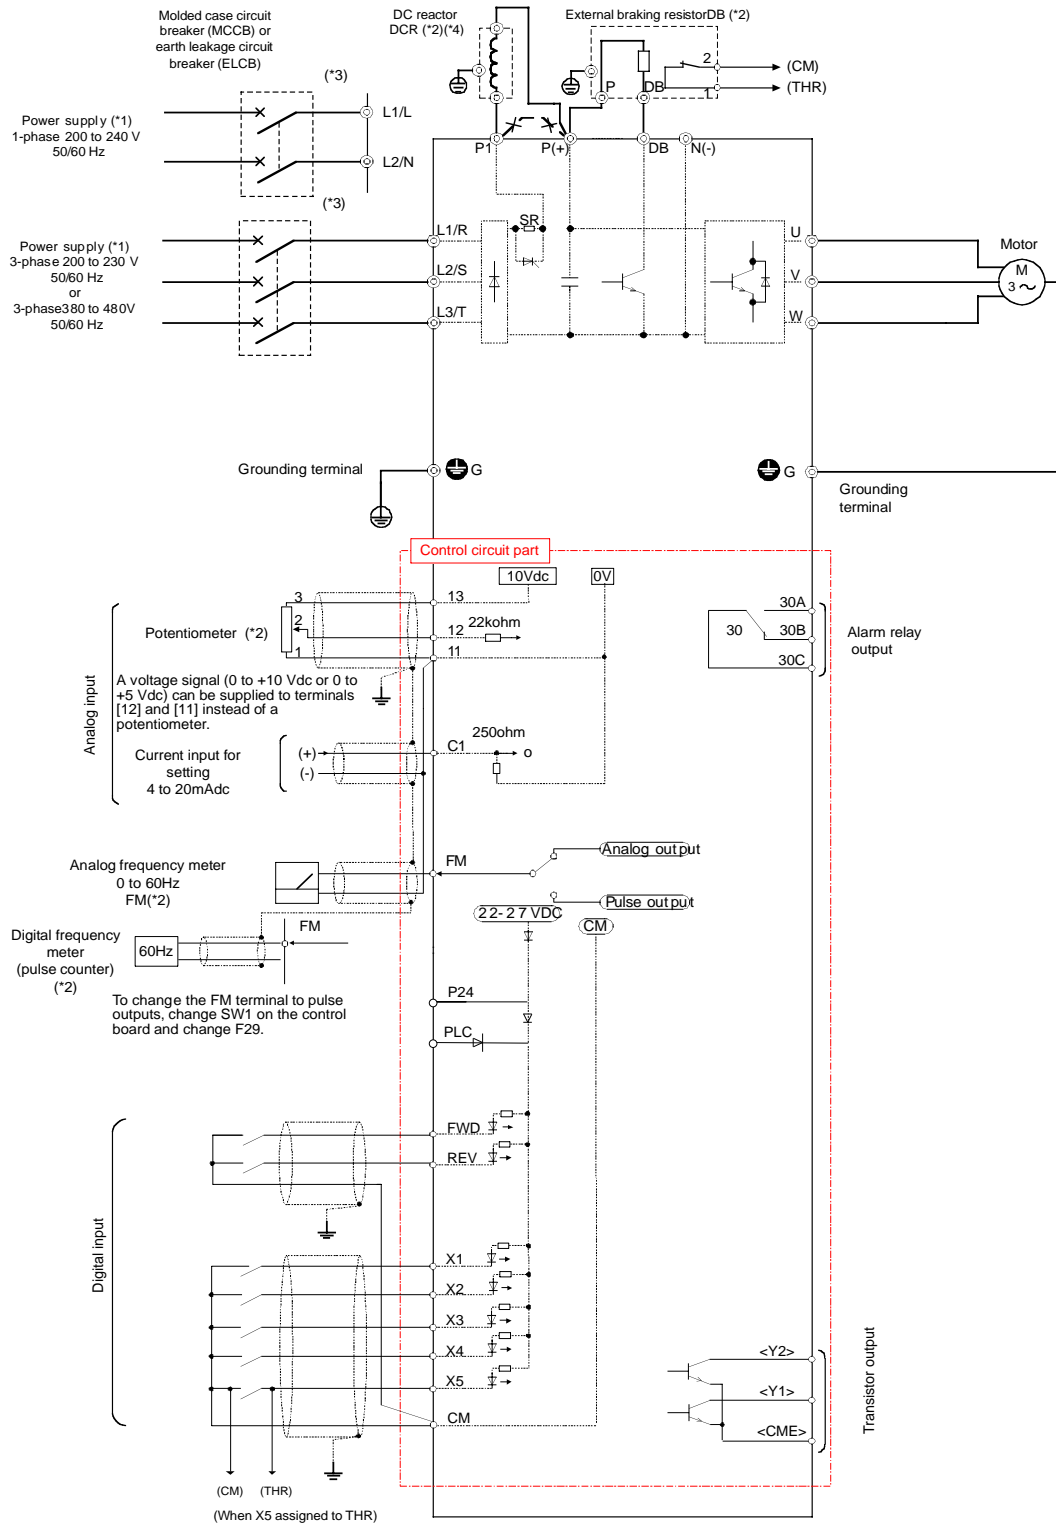 Molded case circuit
breaker (MCCB) or
earth leakage circuit
breaker (ELCB)
DC reactor
DCR (*2)(*4)
External braking resistorDB (*2)
2
(CM)
1
(THR)
P
DB
(*3)
L1/L
Power supply (*1)
1-phase 200 to 240 V
50/60 Hz
L2/N
P1
P(+)
DB
N(-)
(*3)
SR
L1/R
U
Power supply (*1)
3-phase 200 to 230 V
50/60 Hz
or
3-phase380 to 480V
50/60 Hz
L2/S
V
L3/T
W
Motor
M
3
Grounding terminal
G
G
Grounding
terminal
Control circuit part
10Vdc
0V
Analog input
3
13
Potentiometer (*2)
2
12
22kohm
1
11
30A
30
30B
30C
Alarm relay
output
A voltage signal (0 to +10 Vdc or 0 to
+5 Vdc) can be supplied to terminals
[12] and [11] instead of a
potentiometer.
250ohm
Current input for
setting
4 to 20mAdc
(+)
(-)
C1
o
Analog frequency meter
0 to 60Hz
FM(*2)
FM
Analog output
Pulse output
22-27VDC
CM
Digital frequency
meter
(pulse counter)
(*2)
60Hz
FM
To change the FM terminal to pulse
outputs, change SW1 on the control
board and change F29.
P24
PLC
Digital input
FWD
REV
X1
X2
X3
X4
X5
CM
(CM)
(THR)
(When X5 assigned to THR)
<Y2>
<Y1>
<CME>
Transistor output